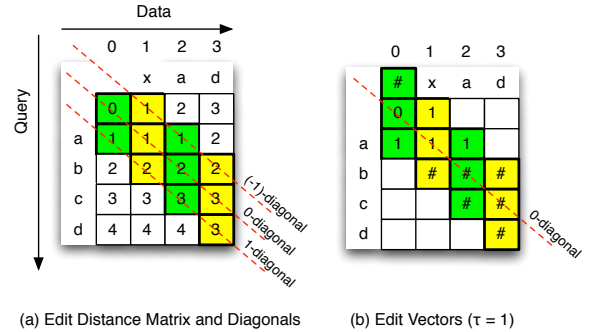 Data
0 1 2 3
x a d
0 1 2 3
a 1 1 1 2
b 2 2 2 2
c 3 3 3 3
d 4 4 4 3
Query
(-1)-diagonal
0-diagonal
1-diagonal
(a) Edit Distance Matrix and Diagonals
0 1 2 3
# x a d
0 1
a 1 1 1
b # # #
c # #
d #
0-diagonal
(b) Edit Vectors (τ = 1)